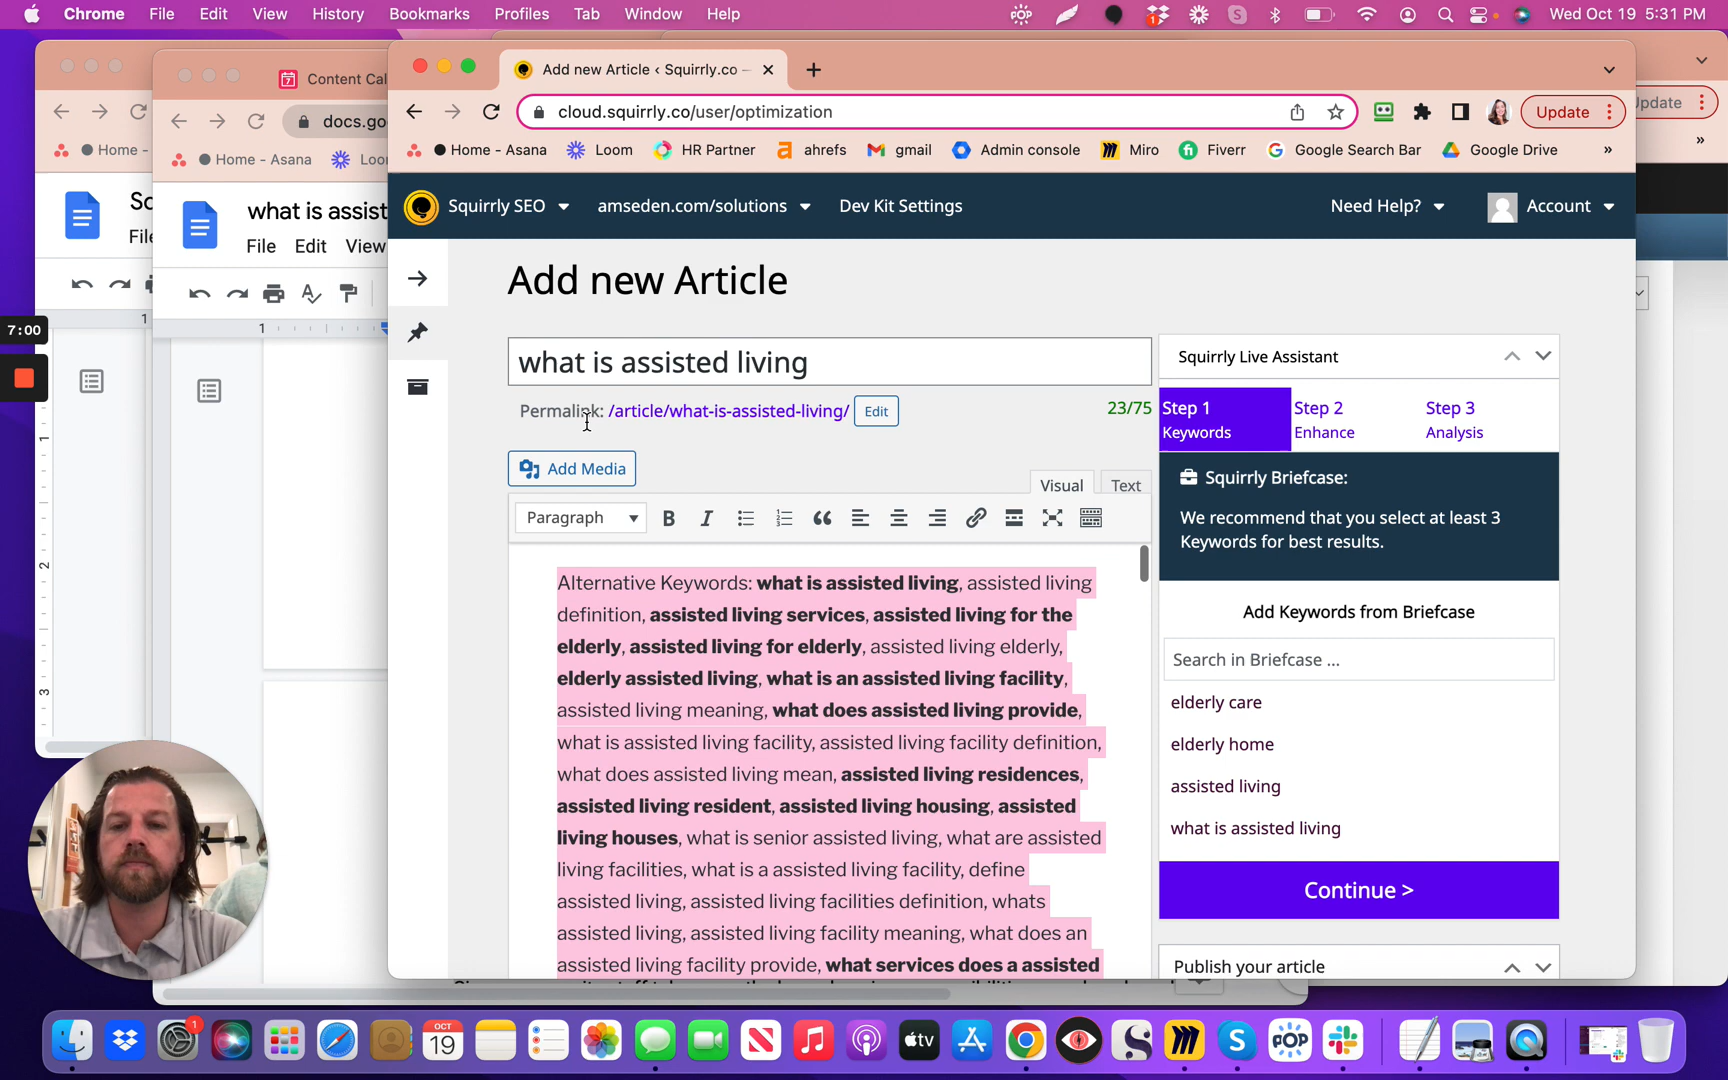 Chrome File Edit View History Bookmarks Profiles Tab Window Help
Wed Oct 19 5:31 PM
Content Cal
Add new Article ‹ Squirrly.co –
docs.go
cloud.squirrly.co/user/optimization
Update
Home -
Home - Asana
Loo
Home - Asana Loom HR Partner ahrefs gmail Admin console Miro Fiverr Google Search Bar Google Drive »
»
what is assist
File
File Edit View
Squirrly SEO amseden.com/solutions Dev Kit Settings Need Help? Account
Add new Article
7:00
what is assisted living
Permalink: /article/what-is-assisted-living/ Edit
23/75
Add Media
Visual Text
Paragraph
Alternative Keywords: what is assisted living, assisted living
definition, assisted living services, assisted living for the
elderly, assisted living for elderly, assisted living elderly,
elderly assisted living, what is an assisted living facility,
assisted living meaning, what does assisted living provide,
what is assisted living facility, assisted living facility definition,
what does assisted living mean, assisted living residences,
assisted living resident, assisted living housing, assisted
living houses, what is senior assisted living, what are assisted
living facilities, what is a assisted living facility, define
assisted living, assisted living facilities definition, whats
assisted living, assisted living facility meaning, what does an
assisted living facility provide, what services does a assisted
Squirrly Live Assistant
Step 1 Step 2 Step 3
Keywords Enhance Analysis
Squirrly Briefcase:
We recommend that you select at least 3
Keywords for best results.
Add Keywords from Briefcase
Search in Briefcase ...
elderly care
elderly home
assisted living
what is assisted living
Continue >
Publish your article
OCT
19
tv
POP